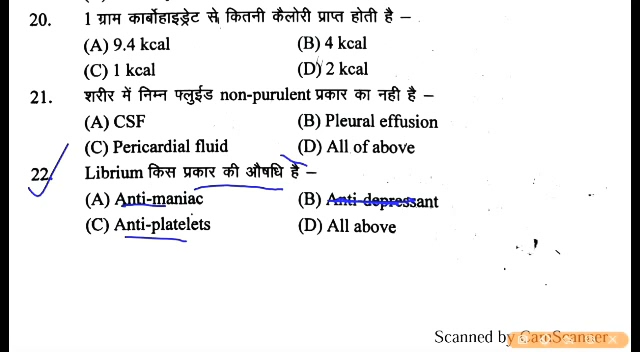 20. 1 ग्राम कार्बोहाइड्रेट से कितनी कैलोरी प्राप्त होती है –
(A) 9.4 kcal (B) 4 kcal
(C) 1 kcal (D) 2 kcal
21. शरीर में निम्न फ्लुईड non-purulent प्रकार का नही है –
(A) CSF (B) Pleural effusion
(C) Pericardial fluid (D) All of above
22. Librium किस प्रकार की औषधि है –
(A) Anti-maniac (B) Anti-depressant
(C) Anti-platelets (D) All above
Scanned by CamScanner